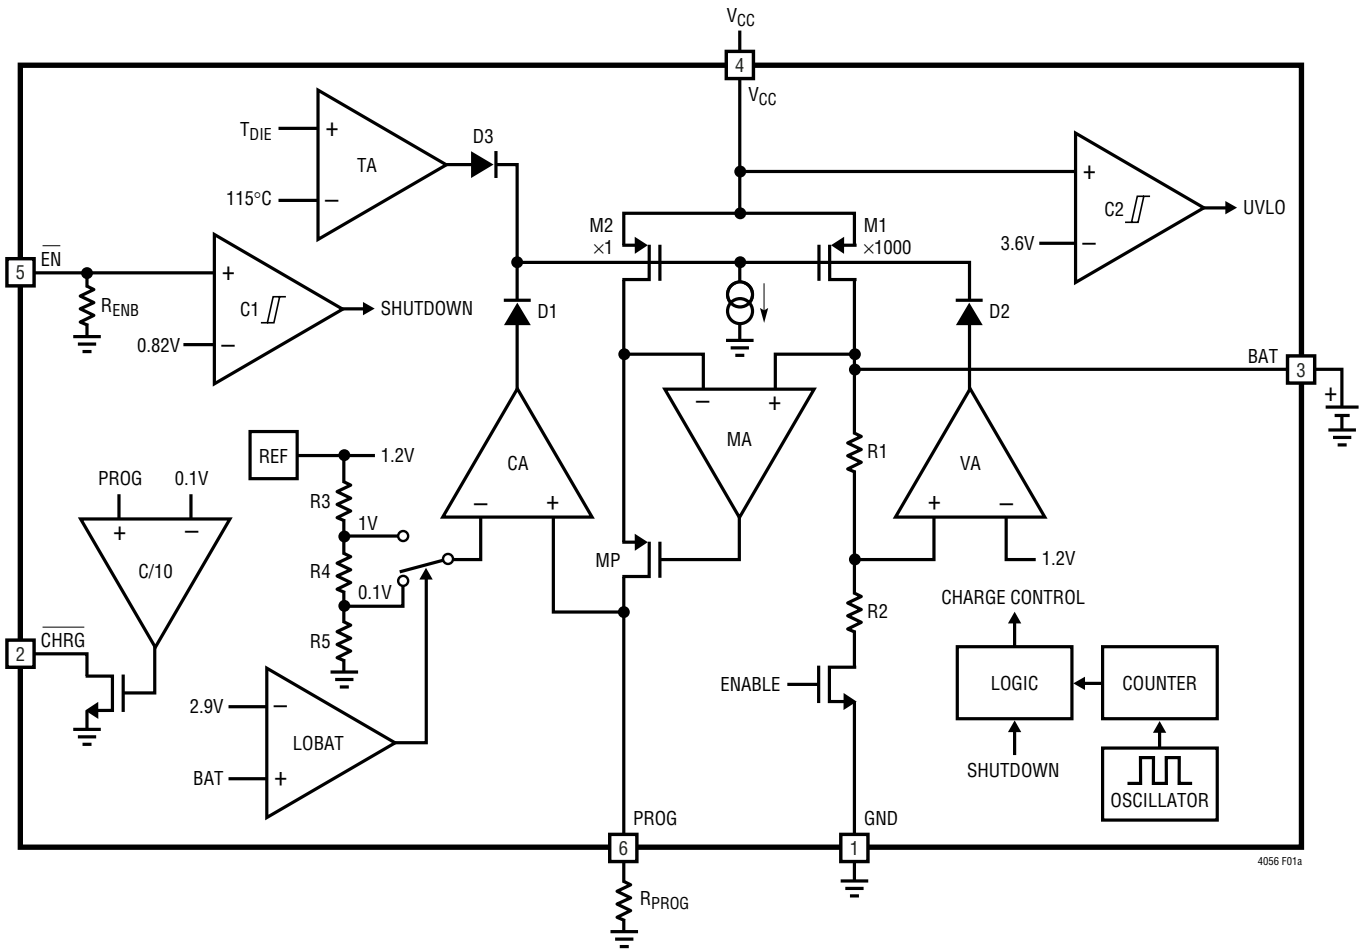 VCC
4
VCC
TDIE
+
TA
115°C
−
D3
M2
×1
M1
×1000
+
C2
3.6V
−
UVLO
5
EN
RENB
+
C1
0.82V
−
SHUTDOWN
D1
D2
BAT
3
+
−
+
MA
REF
1.2V
R3
1V
R4
0.1V
R5
CA
−
+
R1
VA
+
−
1.2V
PROG
0.1V
+
−
C/10
MP
R2
CHARGE CONTROL
2
CHRG
2.9V
−
LOBAT
BAT
+
ENABLE
LOGIC
COUNTER
SHUTDOWN
OSCILLATOR
PROG
GND
6
1
RPROG
4056 F01a